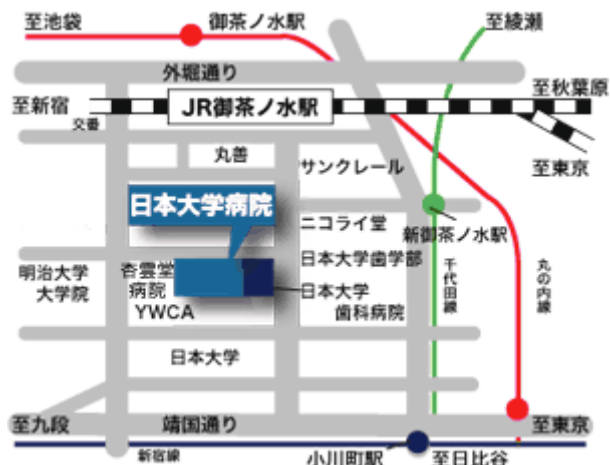 至池袋
御茶ノ水駅
至綾瀬
外堀通り
至秋葉原
至新宿
JR御茶ノ水駅
交番
丸善
サンクレール
至東京
日本大学病院
ニコライ堂
新御茶ノ水駅
明治大学
大学院
杏雲堂
病院
日本大学歯学部
千代田線
丸の内線
YWCA
日本大学
歯科病院
日本大学
至九段
靖国通り
至東京
新宿線
小川町駅
至日比谷